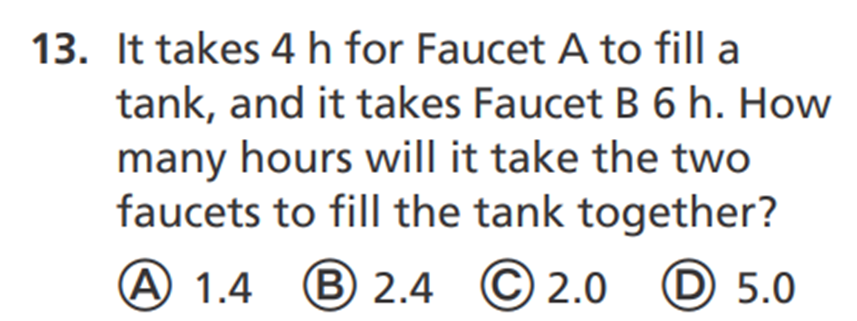 13. It takes 4 h for Faucet A to fill a
tank, and it takes Faucet B 6 h. How
many hours will it take the two
faucets to fill the tank together?
Ⓐ 1.4 Ⓑ 2.4 Ⓒ 2.0 Ⓓ 5.0